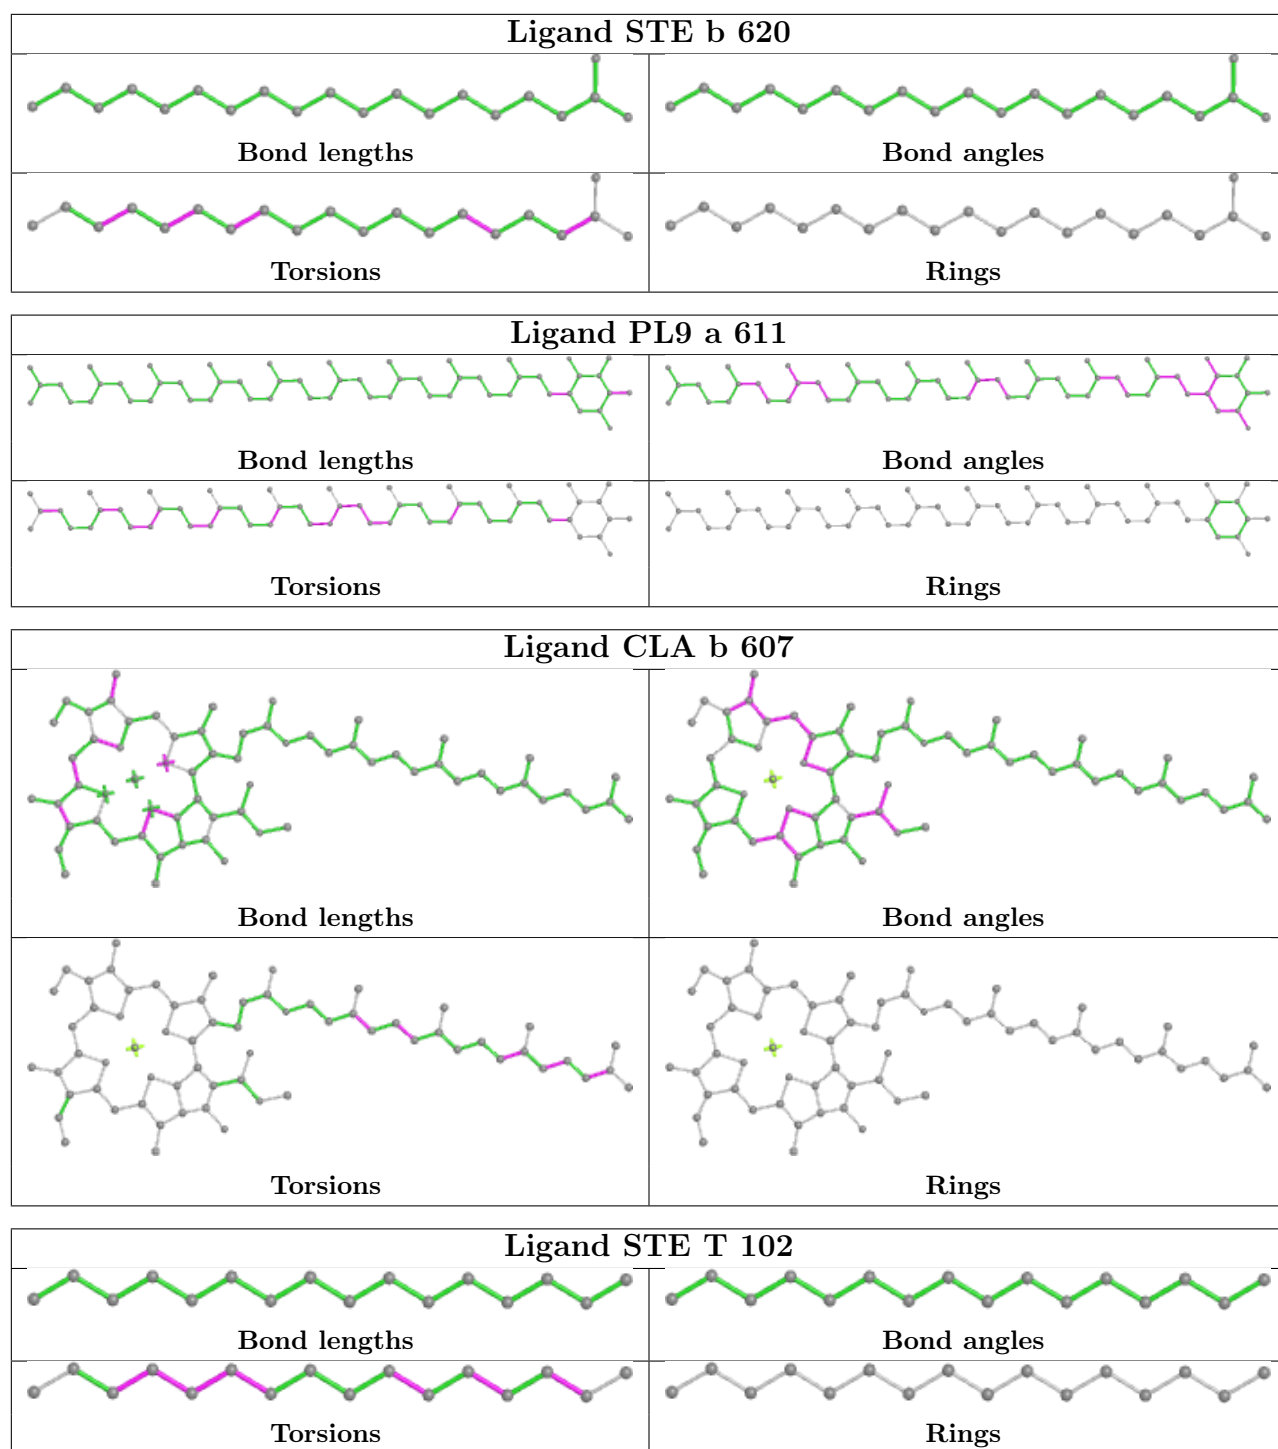 Ligand STE b 620
Bond lengths
Bond angles
Torsions
Rings
Ligand PL9 a 611
Bond lengths
Bond angles
Torsions
Rings
Ligand CLA b 607
Bond lengths
Bond angles
Torsions
Rings
Ligand STE T 102
Bond lengths
Bond angles
Torsions
Rings